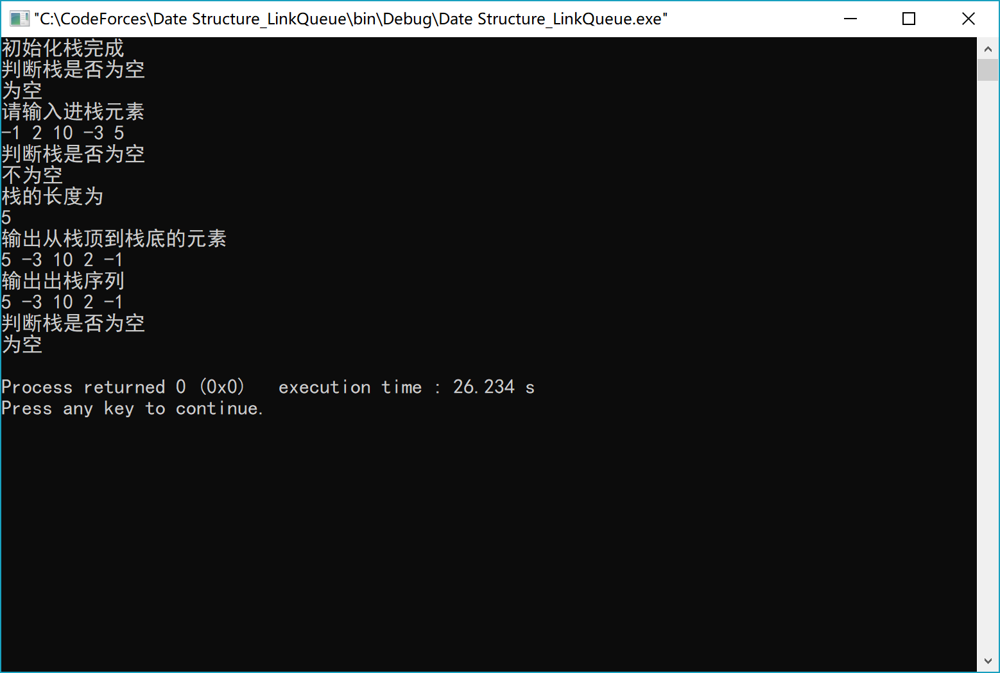 "C:\CodeForces\Date Structure_LinkQueue\bin\Debug\Date Structure_LinkQueue.exe"
初始化栈完成
判断栈是否为空
为空
请输入进栈元素
-1 2 10 -3 5
判断栈是否为空
不为空
栈的长度为
5
输出从栈顶到栈底的元素
5 -3 10 2 -1
输出出栈序列
5 -3 10 2 -1
判断栈是否为空
为空
Process returned 0 (0x0)   execution time : 26.234 s
Press any key to continue.